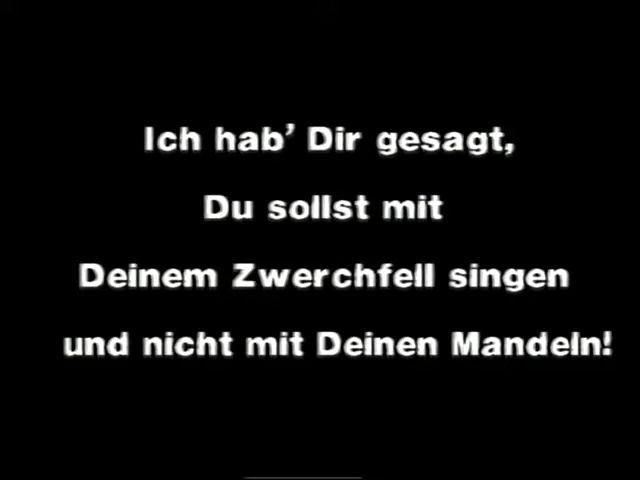 Ich hab’ Dir gesagt,
Du sollst mit
Deinem Zwerchfell singen
und nicht mit Deinen Mandeln!